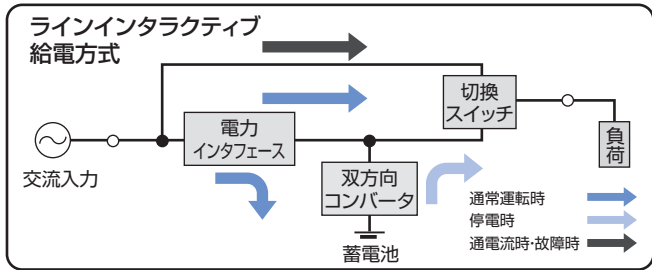 ラインインタラクティブ
給電方式
切換
スイッチ
電力
インタフェース
負荷
交流入力
双方向
コンバータ
蓄電池
通常運転時
停電時
通電流時・故障時